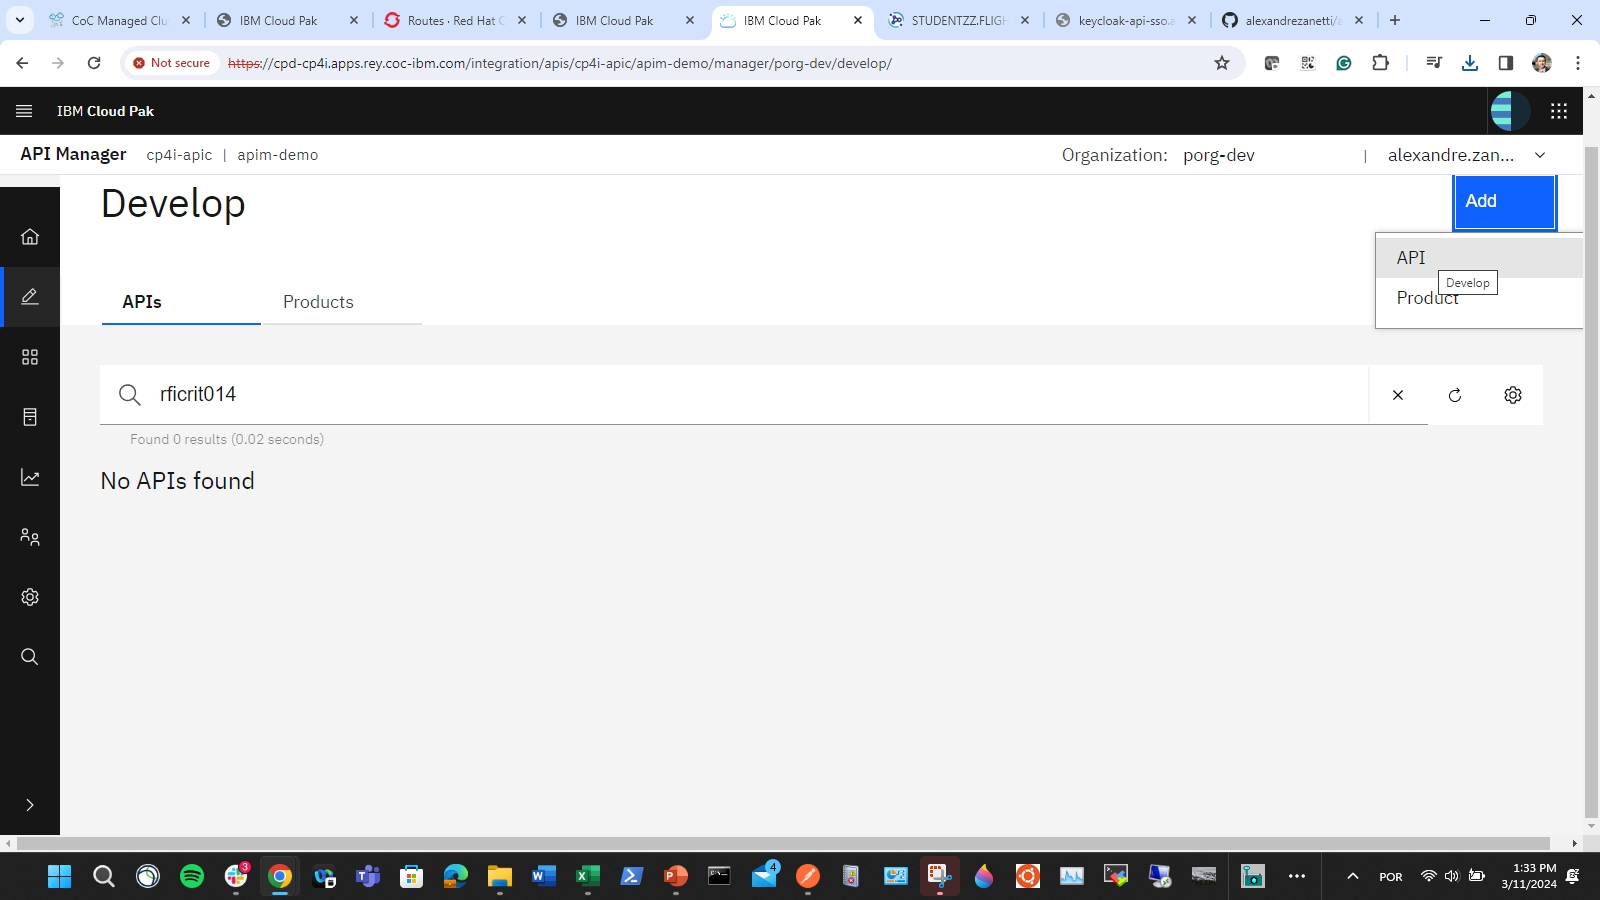 CoC Managed Clu
IBM Cloud Pak
Routes · Red Hat C
IBM Cloud Pak
IBM Cloud Pak
STUDENTZZ.FLIGH
keycloak-api-sso.a
alexandrezanetti/a
Not secure
https://cpd-cp4i.apps.rey.coc-ibm.com/integration/apis/cp4i-apic/apim-demo/manager/porg-dev/develop/
IBM Cloud Pak
API Manager cp4i-apic | apim-demo
Organization: porg-dev | alexandre.zan...
Develop
Add
API
Develop
Product
APIs
Products
rficrit014
Found 0 results (0.02 seconds)
No APIs found
3
4
POR
1:33 PM
3/11/2024